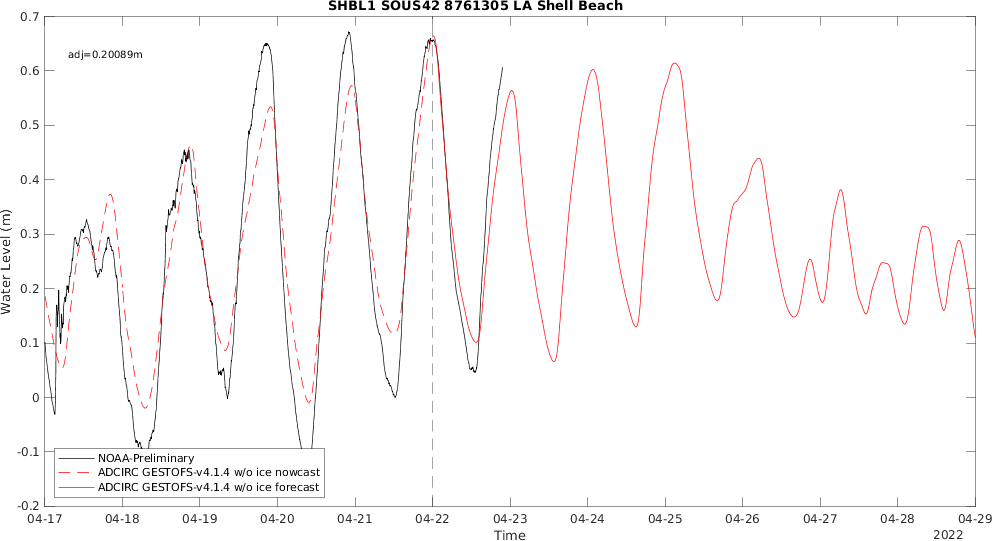 SHBL1 SOUS42 8761305 LA Shell Beach
adj=0.20089m
Water Level (m)
0.7
0.6
0.5
0.4
0.3
0.2
0.1
0
-0.1
-0.2
NOAA-Preliminary
ADCIRC GESTOFS-v4.1.4 w/o ice nowcast
ADCIRC GESTOFS-v4.1.4 w/o ice forecast
04-17 04-18 04-19 04-20 04-21 04-22 04-23 04-24 04-25 04-26 04-27 04-28 04-29
Time
2022